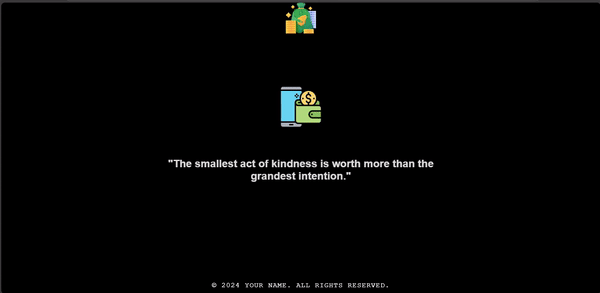 "The smallest act of kindness is worth more than the
grandest intention."
© 2024 YOUR NAME. ALL RIGHTS RESERVED.